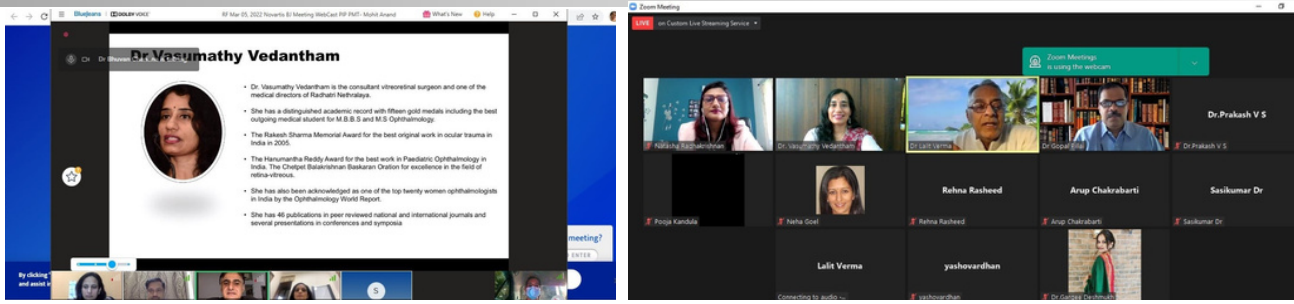 BlueJeans | DOLBY VOICE
RF Mar 05, 2022 Novartis BI Meeting WebCast PIP PMT- Mohit Anand
What's New
Help
Dr Vasumathy Vedantham
Dr. Vasumathy Vedantham is the consultant vitreoretinal surgeon and one of the
medical directors of Radhatri Nethralaya.
She has a distinguished academic record with fifteen gold medals including the best
outgoing medical student for M.B.B.S and M.S Ophthalmology.
The Rakesh Sharma Memorial Award for the best original work in ocular trauma in
India in 2005.
The Hanumantha Reddy Award for the best work in Paediatric Ophthalmology in
India. The Chetpet Balakrishnan Baskaran Oration for excellence in the field of
retina-vitreous.
She has also been acknowledged as one of the top twenty women ophthalmologists
in India by the Ophthalmology World Report.
She has 46 publications in peer reviewed national and international journals and
several presentations in conferences and symposia
meeting?
ENTER
By clicking
and assist in
S
Zoom Meeting
LIVE on Custom Live Streaming Service
Zoom Meetings
is using the webcam
Natasha Radhakrishnan
Dr. Vasumathy Vedantham
Dr Lalit Verma
Dr Gopal Pillai
Dr.Prakash V S
Dr.Prakash V S
Pooja Kandula
Neha Goel
Rehna Rasheed
Rehna Rasheed
Arup Chakrabarti
Arup Chakrabarti
Sasikumar Dr
Sasikumar Dr
Lalit Verma
Connecting to audio
yashovardhan
yashovardhan
Dr.Garima Deshmukh